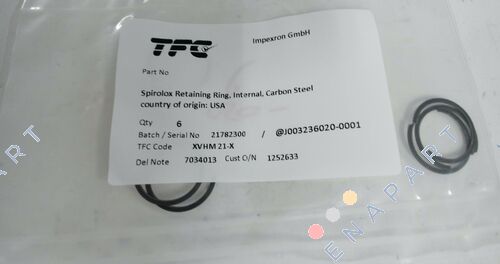 TFC
Impexron GmbH
Part No
Spirolox Retaining Ring, Internal, Carbon Steel
country of origin: USA
Qty 6
Batch / Serial No 21782300 / @J003236020-0001
TFC Code XVHM 21-X
Del Note 7034013 Cust O/N 1252633
ENAPART
ENAPART